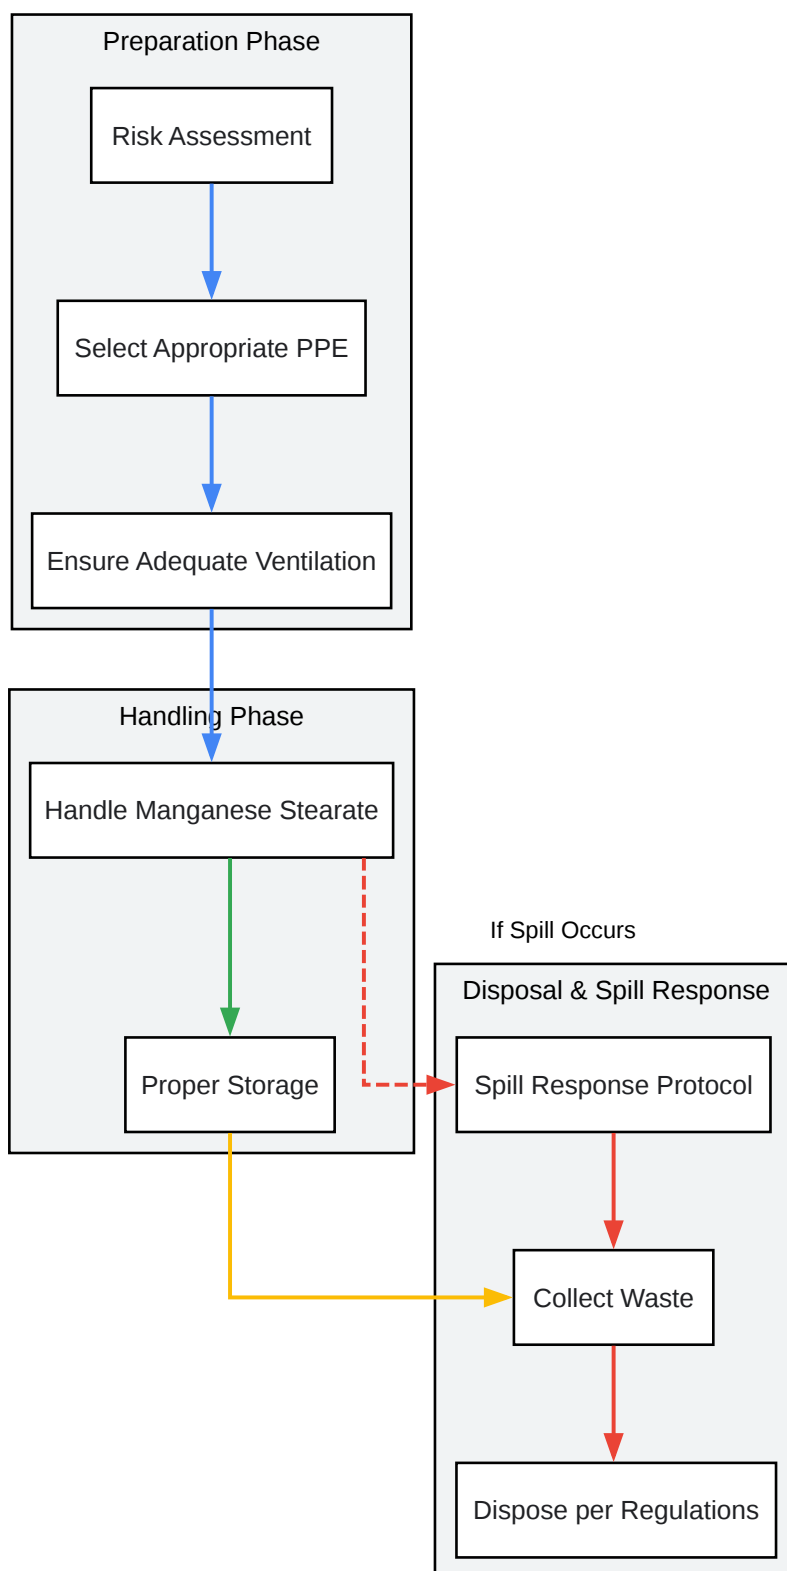 Preparation Phase
Risk Assessment
Select Appropriate PPE
Ensure Adequate Ventilation
Handling Phase
Handle Manganese Stearate
If Spill Occurs
Disposal & Spill Response
Proper Storage
Spill Response Protocol
Collect Waste
Dispose per Regulations